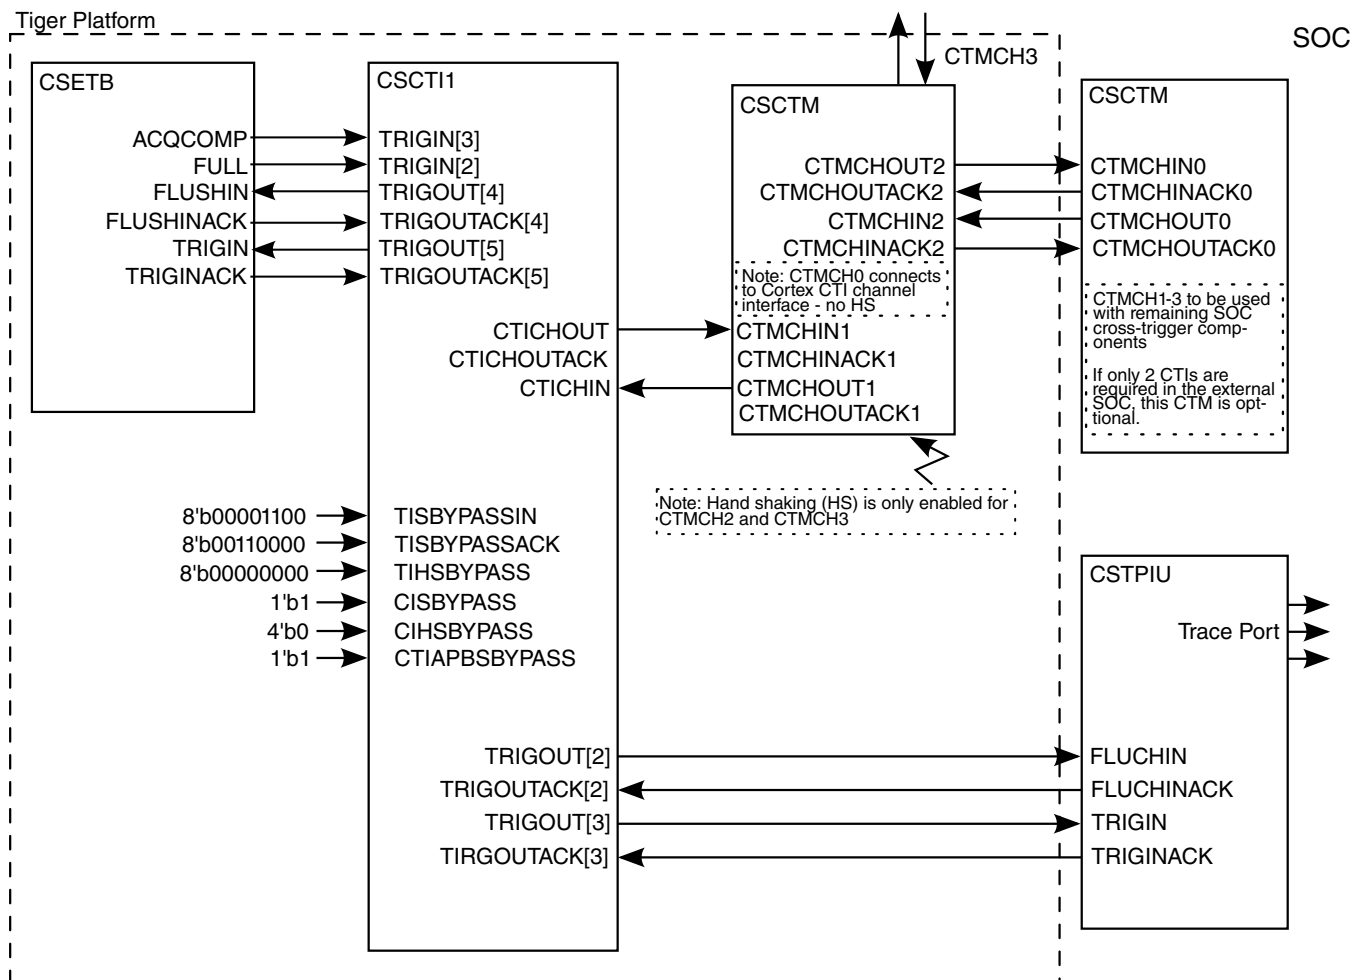 Tiger Platform
SOC
CTMCH3
CSETB
ACQCOMP
FULL
FLUSHIN
FLUSHINACK
TRIGIN
TRIGINACK
CSCTI1
TRIGIN[3]
TRIGIN[2]
TRIGOUT[4]
TRIGOUTACK[4]
TRIGOUT[5]
TRIGOUTACK[5]
CTICHOUT
CTICHOUTACK
CTICHIN
8'b00001100
8'b00110000
8'b00000000
1'b1
4'b0
1'b1
TISBYPASSIN
TISBYPASSACK
TIHSBYPASS
CISBYPASS
CIHSBYPASS
CTIAPBSBYPASS
TRIGOUT[2]
TRIGOUTACK[2]
TRIGOUT[3]
TIRGOUTACK[3]
CSCTM
CTMCHOUT2
CTMCHOUTACK2
CTMCHIN2
CTMCHINACK2
Note: CTMCH0 connects
to Cortex CTI channel
interface - no HS
CTMCHIN1
CTMCHINACK1
CTMCHOUT1
CTMCHOUTACK1
Note: Hand shaking (HS) is only enabled for
CTMCH2 and CTMCH3
CSCTM
CTMCHIN0
CTMCHINACK0
CTMCHOUT0
CTMCHOUTACK0
CTMCH1-3 to be used
with remaining SOC
cross-trigger comp-
onents
If only 2 CTIs are
required in the external
SOC, this CTM is opt-
tional.
CSTPIU
Trace Port
FLUCHIN
FLUCHINACK
TRIGIN
TRIGINACK